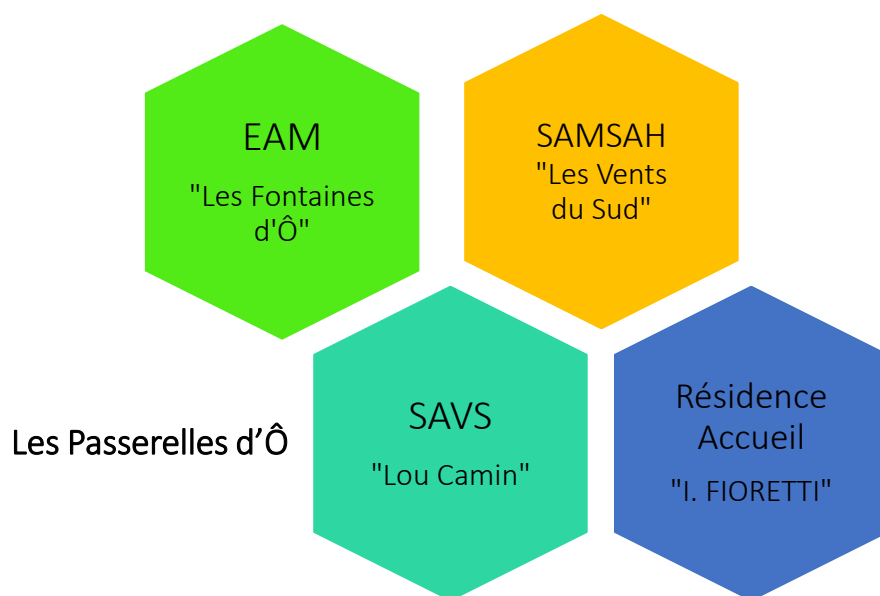 EAM
"Les Fontaines
d'Ô"
SAMSAH
"Les Vents
du Sud"
Les Passerelles d’Ô
SAVS
"Lou Camin"
Résidence
Accueil
"I. FIORETTI"